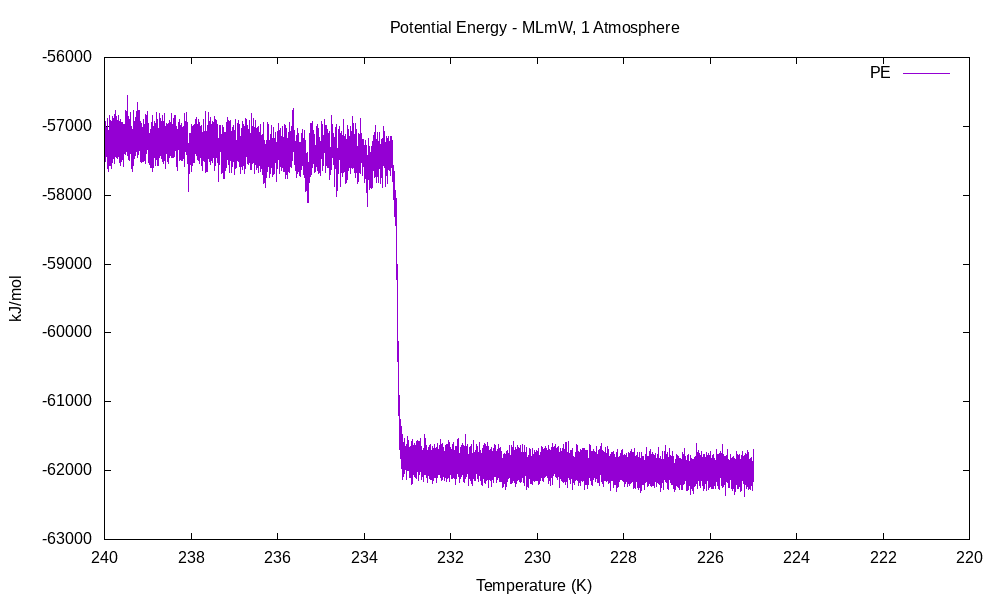 Potential Energy - MLmW, 1 Atmosphere
PE
-56000
-57000
-58000
-59000
-60000
-61000
-62000
-63000
kJ/mol
240 238 236 234 232 230 228 226 224 222 220
Temperature (K)